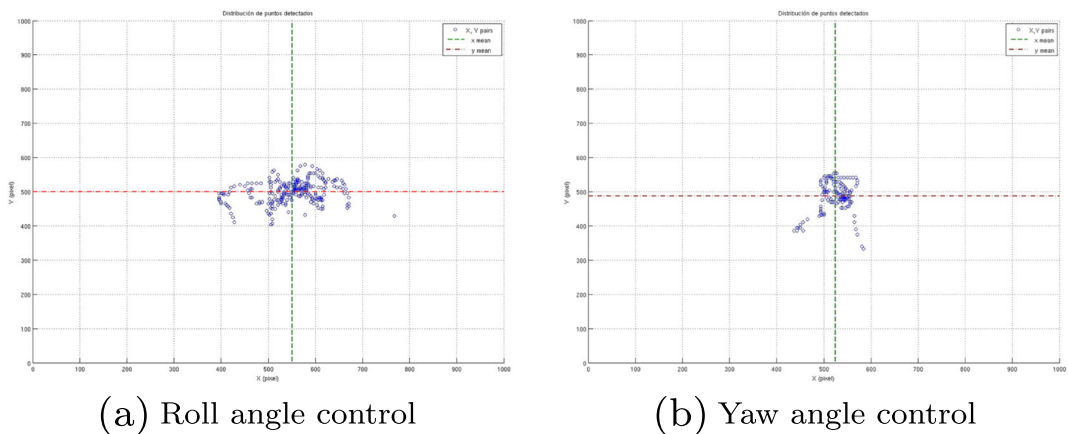 Distribución de puntos detectados
X, Y pairs
x mean
y mean
1000
900
800
700
600
500
400
300
200
100
0
Y (pixel)
0 100 200 300 400 500 600 700 800 900 1000
X (pixel)
(a) Roll angle control
Distribución de puntos detectados
X,Y pairs
x mean
y mean
1000
900
800
700
600
500
400
300
200
100
0
Y (pixel)
0 100 200 300 400 500 600 700 800 900 1000
X (pixel)
(b) Yaw angle control